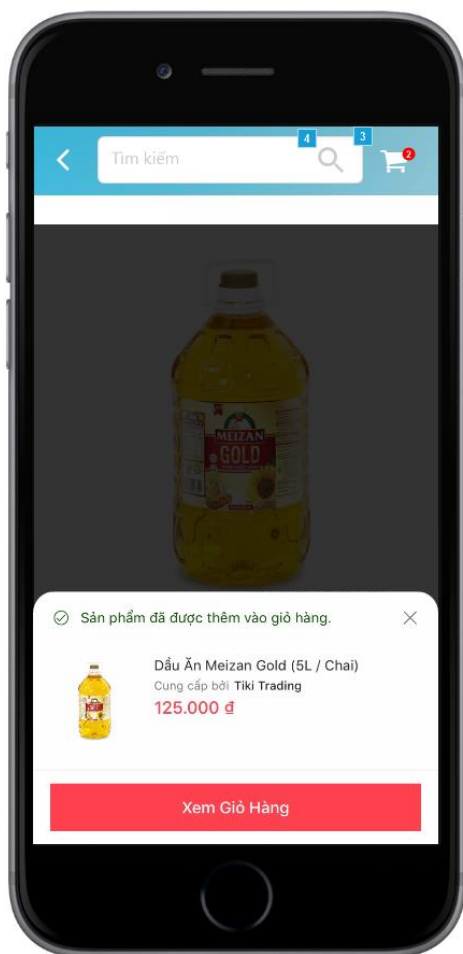 4
3
Tìm kiếm
2
MEIZAN
GOLD
Sản phẩm đã được thêm vào giỏ hàng.
Dầu Ăn Meizan Gold (5L / Chai)
Cung cấp bởi Tiki Trading
125.000 ₫
Xem Giỏ Hàng